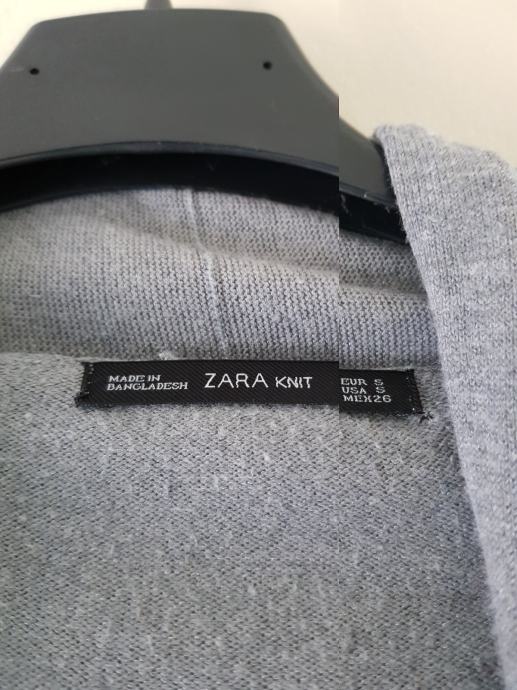 MADE IN
BANGLADESH
ZARA KNIT
EUR S
USA S
MEX26